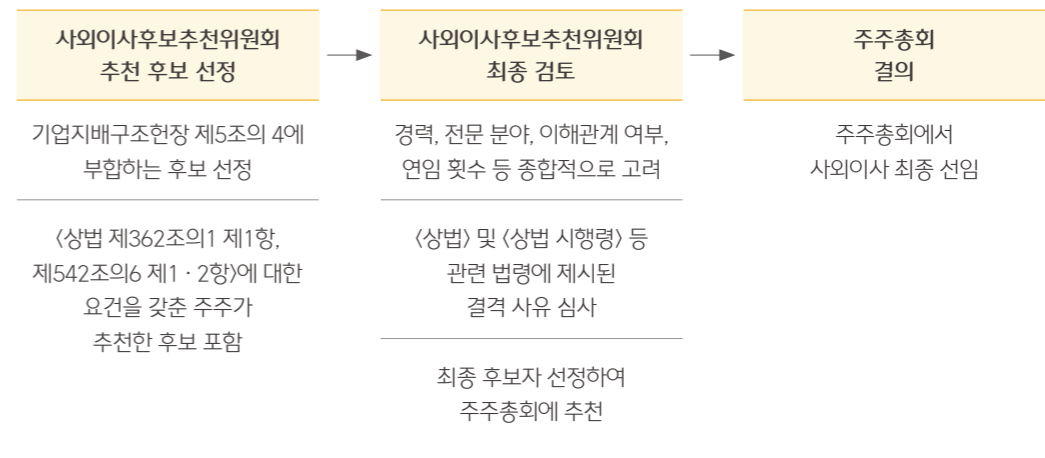 사외이사후보추천위원회
추천 후보 선정
기업지배구조헌장 제5조의 4에
부합하는 후보 선정
〈상법 제362조의1 제1항,
제542조의6 제1 · 2항〉에 대한
요건을 갖춘 주주가
추천한 후보 포함
사외이사후보추천위원회
최종 검토
경력, 전문 분야, 이해관계 여부,
연임 횟수 등 종합적으로 고려
〈상법〉 및 〈상법 시행령〉 등
관련 법령에 제시된
결격 사유 심사
최종 후보자 선정하여
주주총회에 추천
주주총회
결의
주주총회에서
사외이사 최종 선임